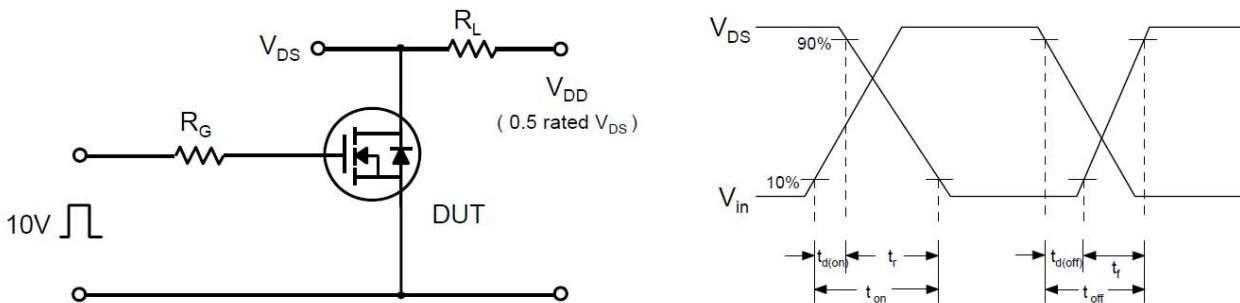 R_L
V_DS
V_DD
( 0.5 rated V_DS )
R_G
10V
DUT
V_DS
90%
10%
V_in
t_d(on)
t_r
t_on
t_d(off)
t_f
t_off